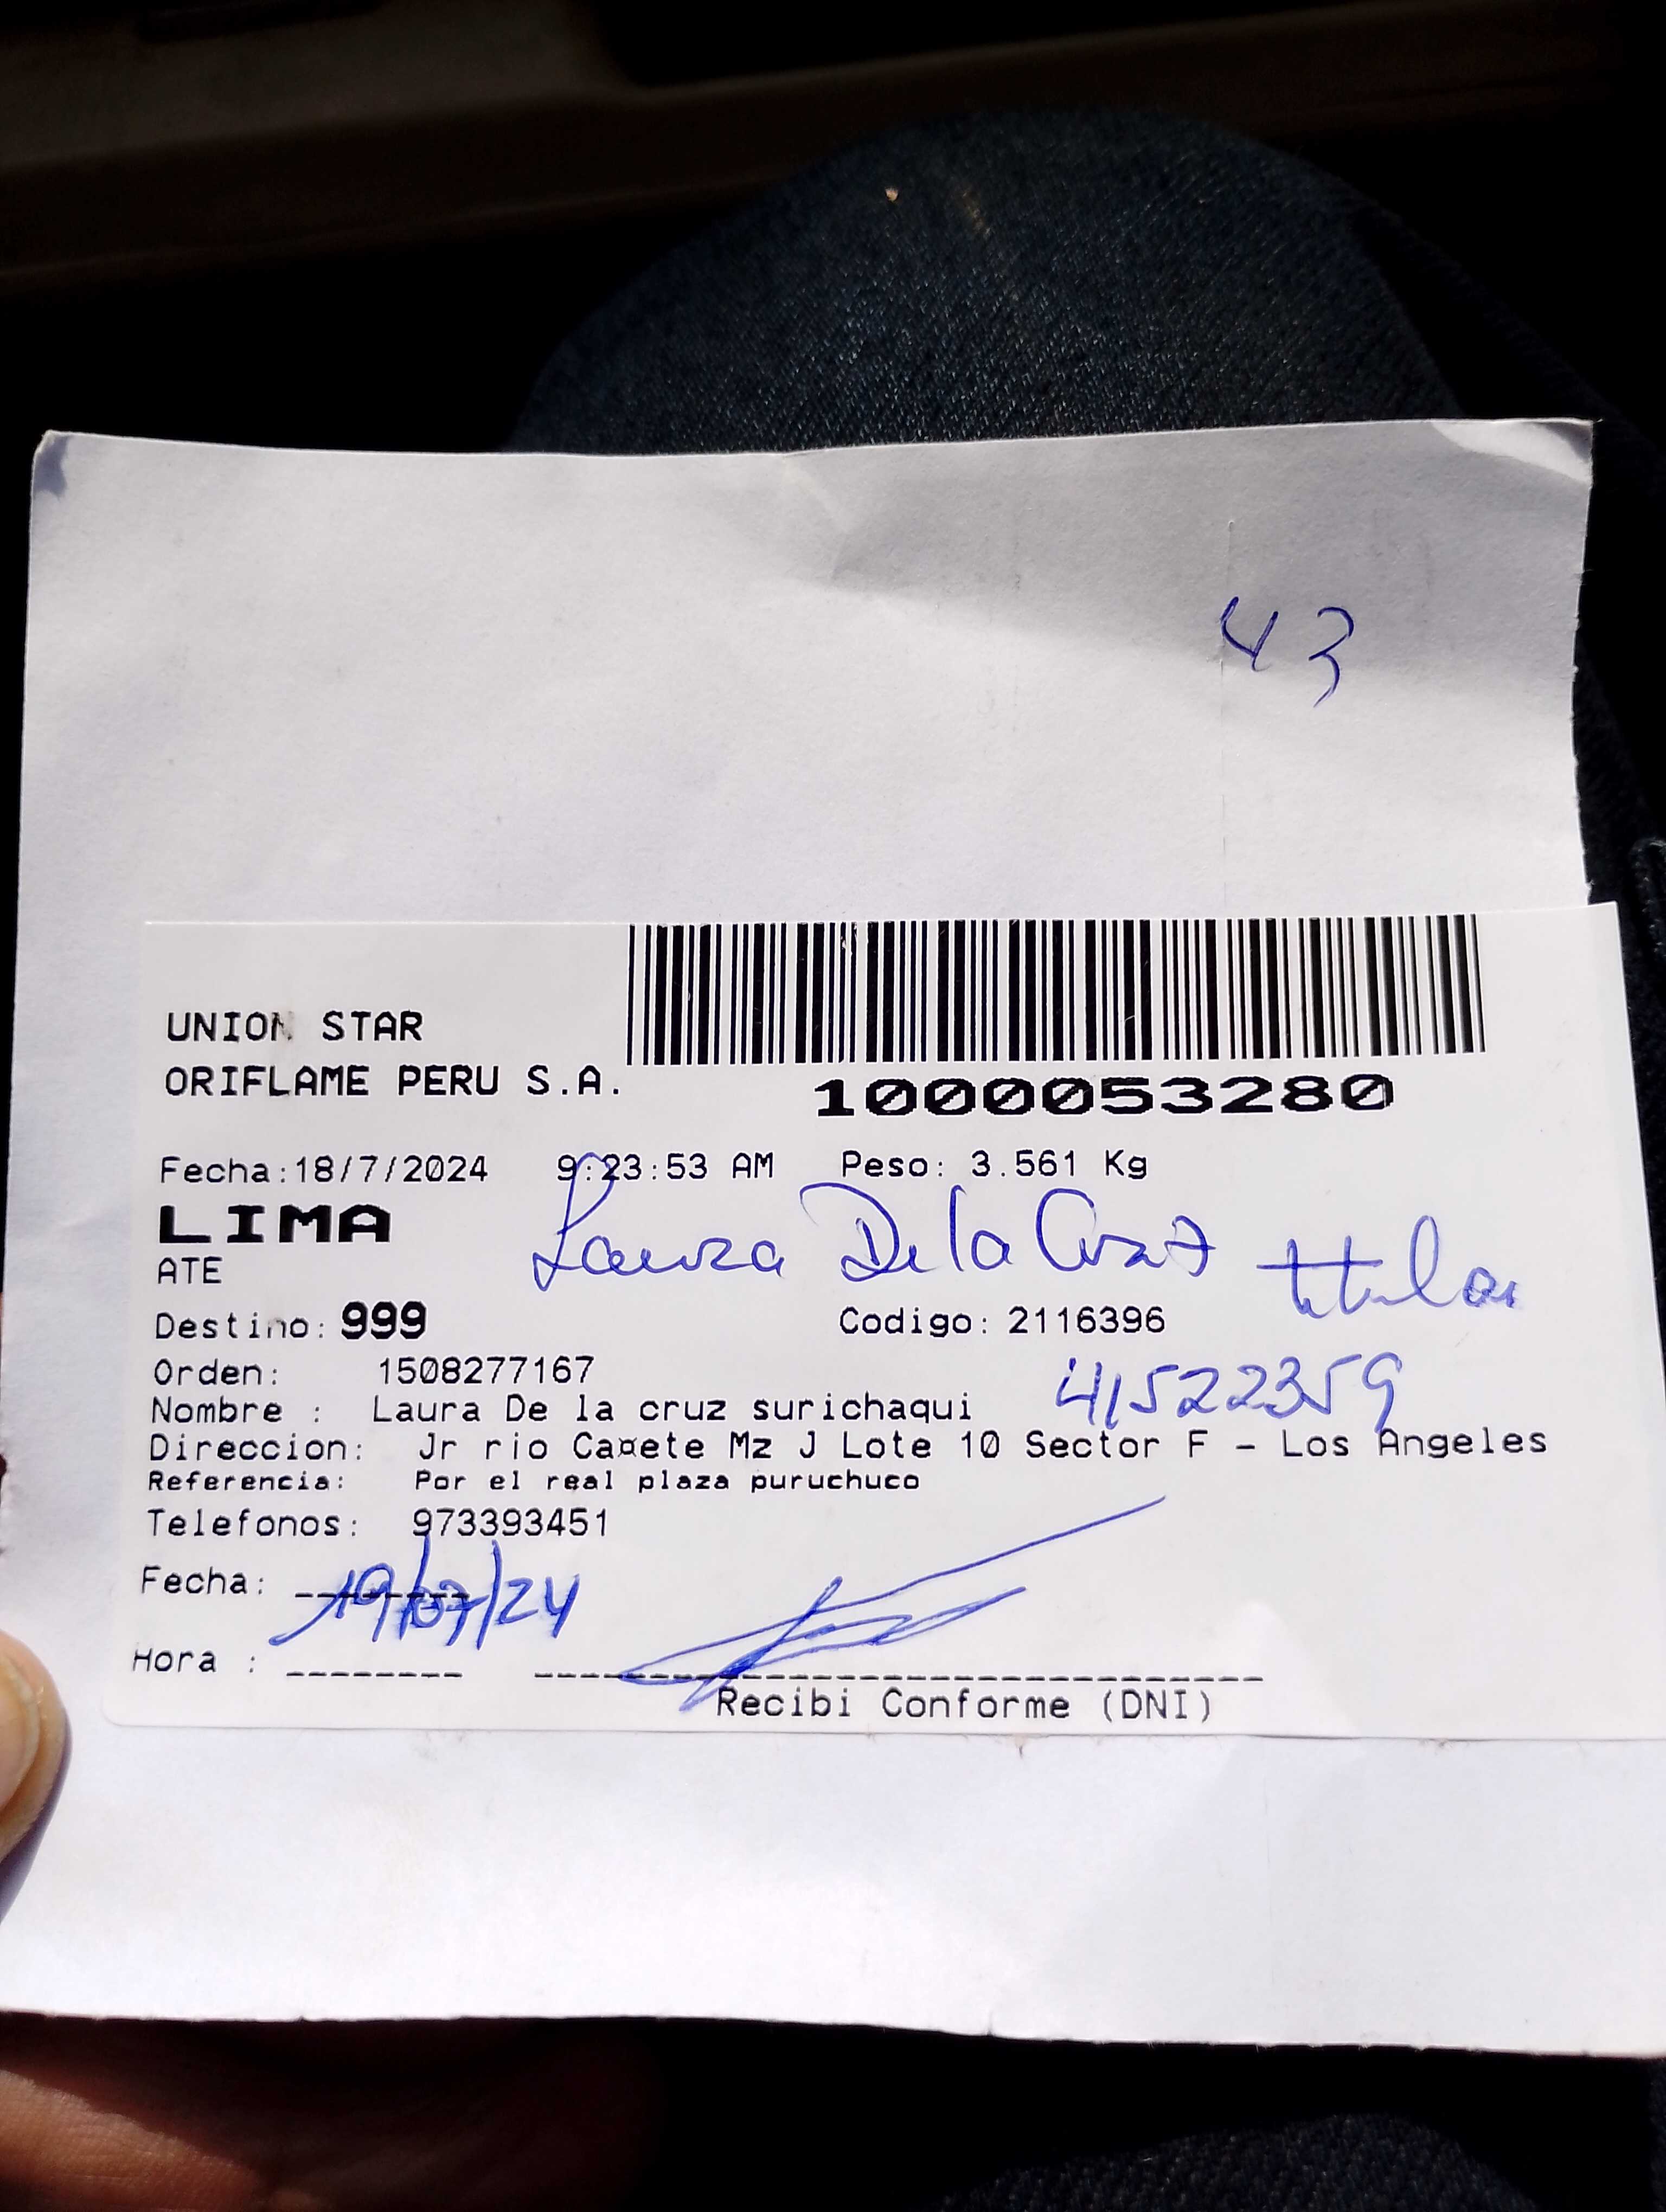 43
UNION STAR
ORIFLAME PERU S.A.
1000053280
Fecha:18/7/2024 9:23:53 AM Peso: 3.561 Kg
LIMA
Laura De la Cruz titular
ATE
Destino: 999 Codigo: 2116396
Orden: 1508277167
41522359
Nombre : Laura De la cruz surichaqui
Direccion: Jr rio Ca¤ete Mz J Lote 10 Sector F - Los Angeles
Referencia: Por el real plaza puruchuco
Telefonos: 973393451
Fecha: 19/07/24
Hora :
Recibi Conforme (DNI)